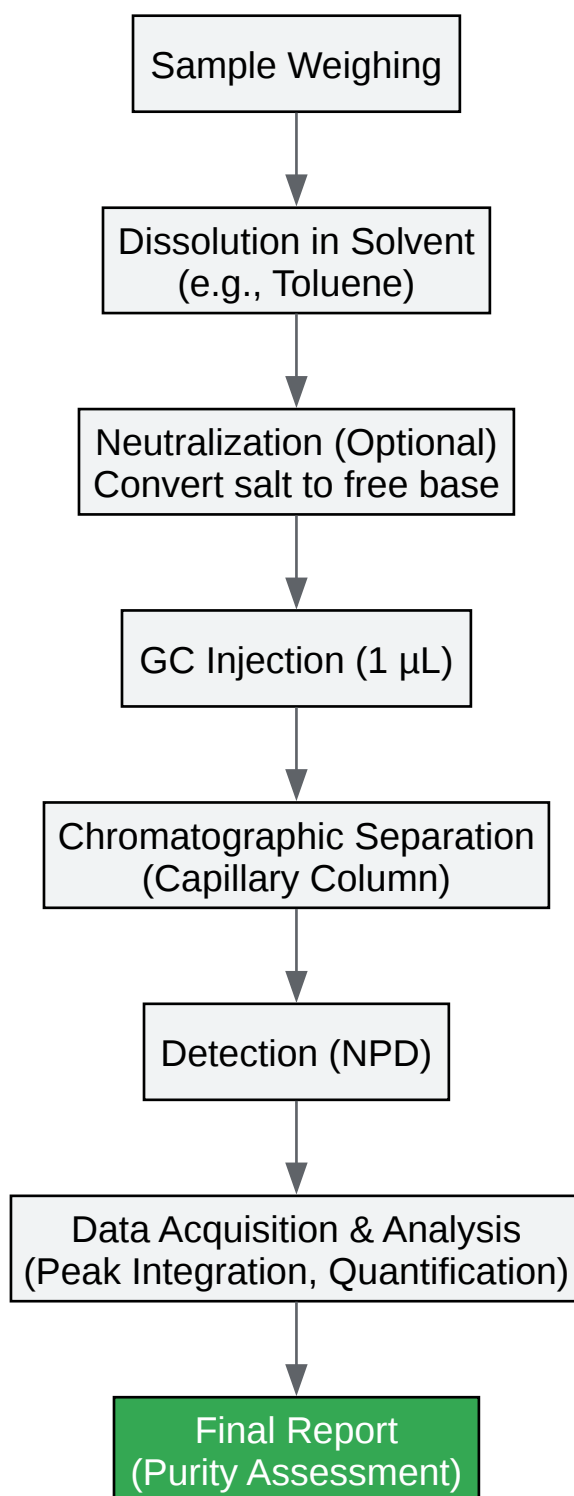 Sample Weighing
Dissolution in Solvent
(e.g., Toluene)
Neutralization (Optional)
Convert salt to free base
GC Injection (1 µL)
Chromatographic Separation
(Capillary Column)
Detection (NPD)
Data Acquisition & Analysis
(Peak Integration, Quantification)
Final Report
(Purity Assessment)